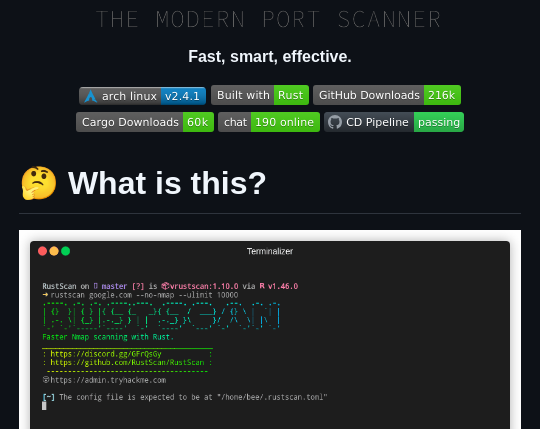 THE MODERN PORT SCANNER
Fast, smart, effective.
arch linux v2.4.1 Built with Rust GitHub Downloads 216k
Cargo Downloads 60k chat 190 online CD Pipeline passing
🤔 What is this?
Terminalizer
RustScan on master [?] is 📦vrustscan:1.10.0 via R v1.46.0
➜ rustscan google.com --no-nmap --ulimit 10000
Faster Nmap scanning with Rust.
: https://discord.gg/GFrQsGy :
: https://github.com/RustScan/RustScan :
--------------------------------------
https://admin.tryhackme.com
[~] The config file is expected to be at "/home/bee/.rustscan.toml"